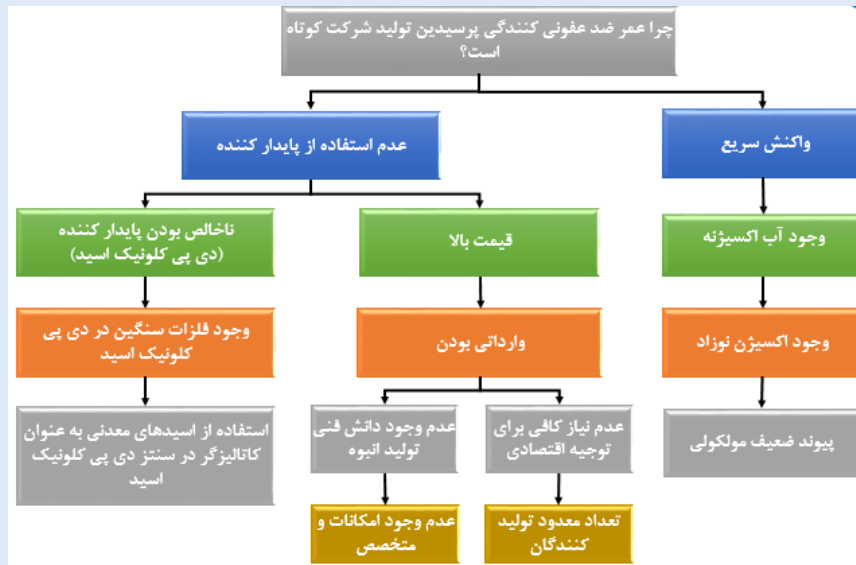 چرا عمر ضد عفونی کنندگی پرسیدین تولید شرکت کوتاه
است؟
واکنش سریع
عدم استفاده از پایدار کننده
وجود آب اکسیژنه
قیمت بالا
ناخالص بودن پایدار کننده
(دی پی کلونیک اسید)
وجود اکسیژن نوزاد
وارداتی بودن
وجود فلزات سنگین در دی پی
کلونیک اسید
پیوند ضعیف مولکولی
عدم نیاز کافی برای
توجیه اقتصادی
عدم وجود دانش فنی
تولید انبوه
استفاده از اسیدهای معدنی به عنوان
کاتالیزگر در سنتز دی پی کلونیک
اسید
تعداد معدود تولید
کنندگان
عدم وجود امکانات و
متخصص